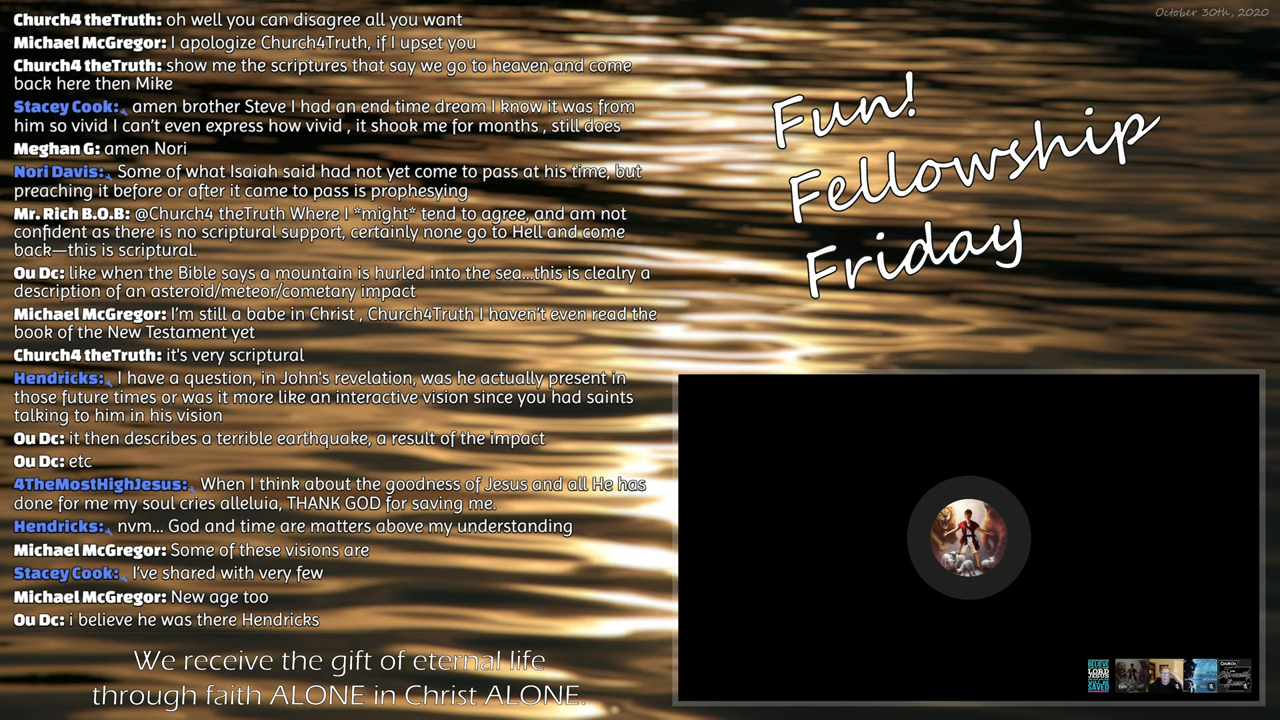 Church4 theTruth: oh well you can disagree all you want
Michael McGregor: I apologize Church4Truth, if I upset you
Church4 theTruth: show me the scriptures that say we go to heaven and come
back here then Mike
Stacey Cook: amen brother Steve I had an end time dream I know it was from
him so vivid I can't even express how vivid , it shook me for months , still does
Meghan G: amen Nori
Nori Davis: Some of what Isaiah said had not yet come to pass at his time, but
preaching it before or after it came to pass is prophesying
Mr. Rich B.O.B: @Church4 theTruth Where I *might* tend to agree, and am not
confident as there is no scriptural support, certainly none go to Hell and come
back—this is scriptural.
Ou Dc: like when the Bible says a mountain is hurled into the sea...this is clealry a
description of an asteroid/meteor/cometary impact
Michael McGregor: I'm still a babe in Christ , Church4Truth I haven't even read the
book of the New Testament yet
Church4 theTruth: it's very scriptural
Hendricks: I have a question, in John's revelation, was he actually present in
those future times or was it more like an interactive vision since you had saints
talking to him in his vision
Ou Dc: it then describes a terrible earthquake, a result of the impact
Ou Dc: etc
4TheMostHighJesus: When I think about the goodness of Jesus and all He has
done for me my soul cries alleluia, THANK GOD for saving me.
Hendricks: nvm... God and time are matters above my understanding
Michael McGregor: Some of these visions are
Stacey Cook: I've shared with very few
Michael McGregor: New age too
Ou Dc: i believe he was there Hendricks
We receive the gift of eternal life
through faith ALONE in Christ ALONE.
October 30th, 2020
Fun!
Fellowship
Friday
BELIEVE
LORD
JESUS
SAVED
CHURCH